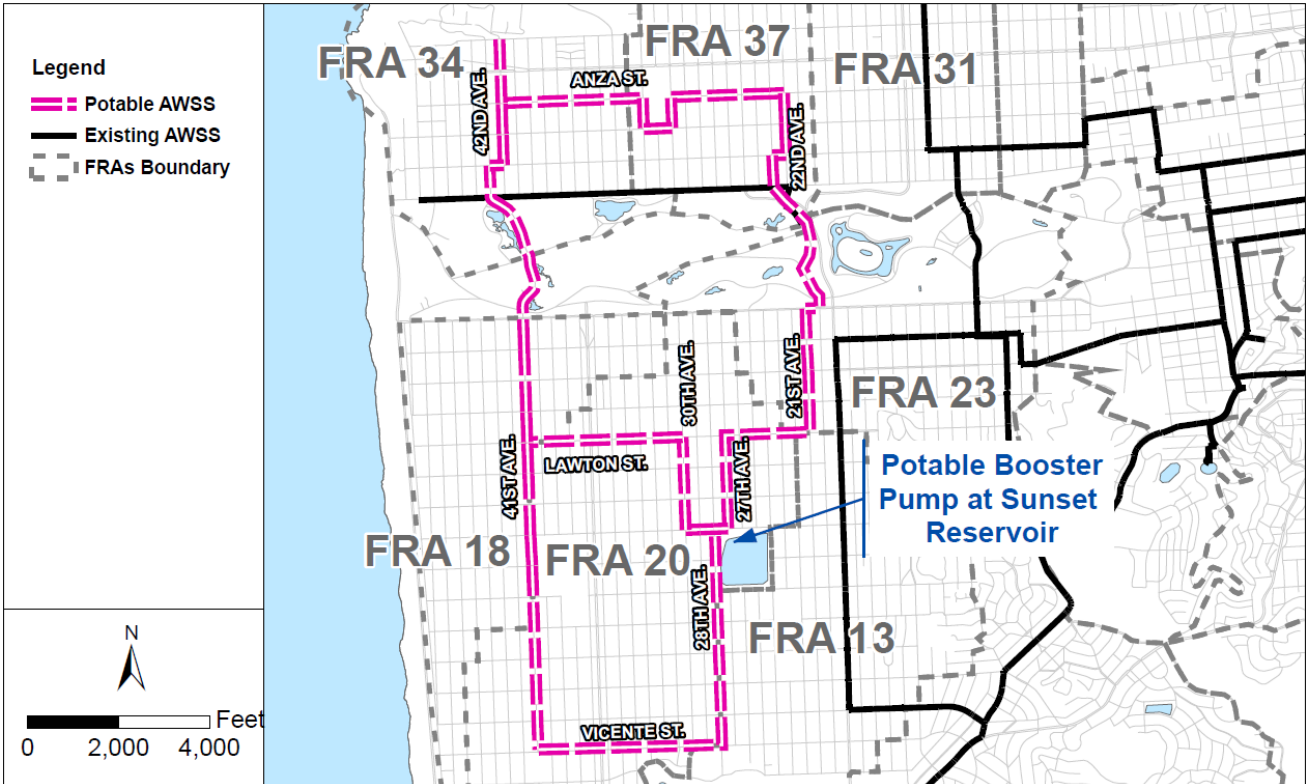 Legend
Potable AWSS
Existing AWSS
FRAs Boundary
N
Feet
0 2,000 4,000
FRA 34
FRA 37
FRA 31
42ND AVE.
ANZA ST.
22ND AVE.
30TH AVE.
21ST AVE.
FRA 23
41ST AVE.
LAWTON ST.
27TH AVE.
Potable Booster
Pump at Sunset
Reservoir
FRA 18
FRA 20
28TH AVE.
FRA 13
VICENTE ST.